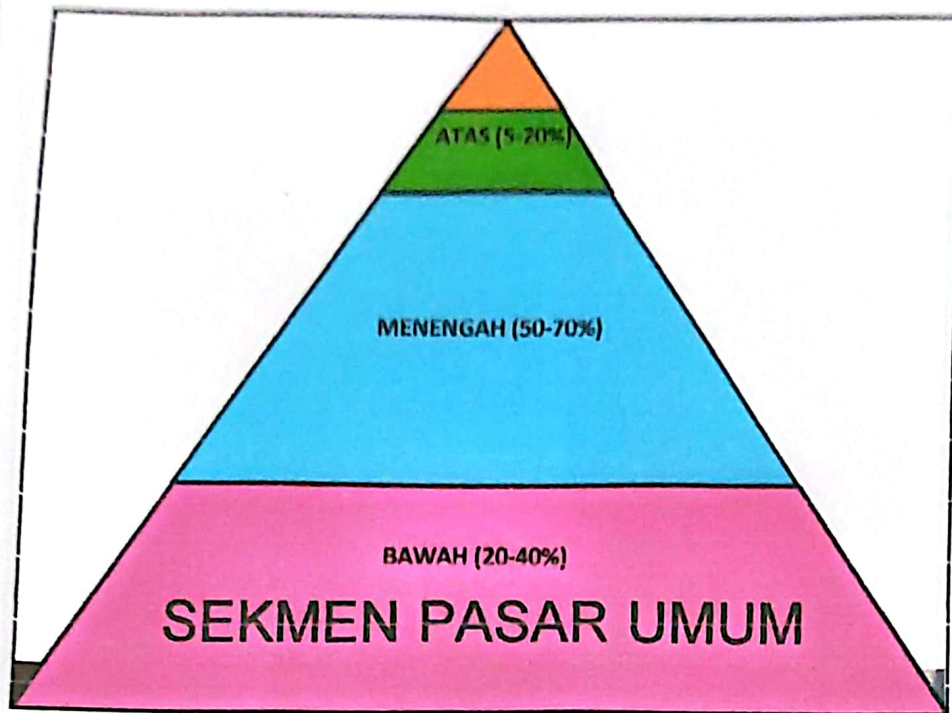 ATAS (5-20%)
MENENGAH (50-70%)
BAWAH (20-40%)
SEKMEN PASAR UMUM